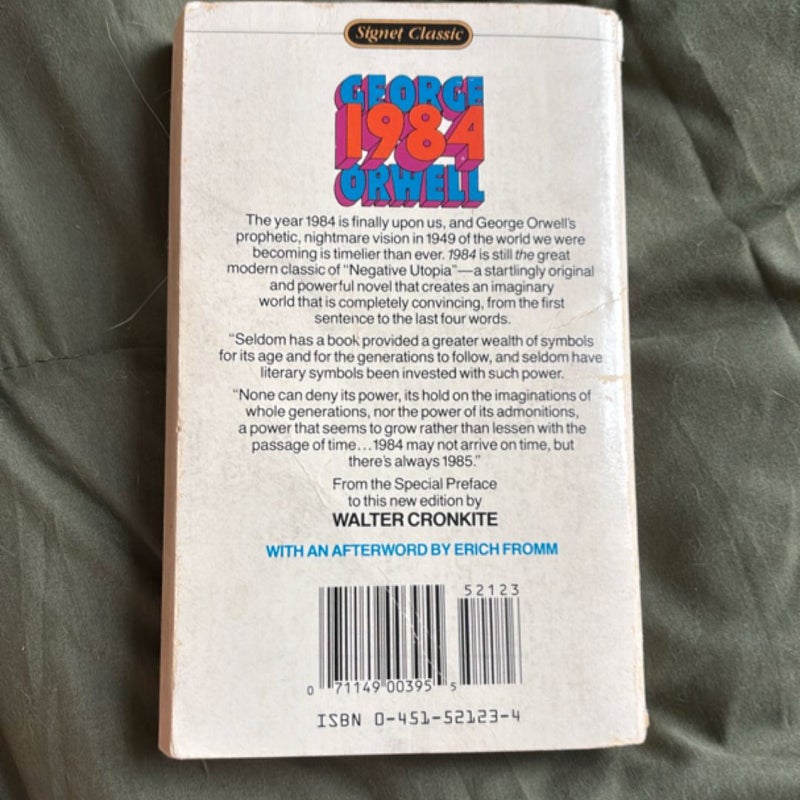 Signet Classic
GEORGE
1984
ORWELL
The year 1984 is finally upon us, and George Orwell's
prophetic, nightmare vision in 1949 of the world we were
becoming is timelier than ever. 1984 is still the great
modern classic of "Negative Utopia"—a startlingly original
and powerful novel that creates an imaginary
world that is completely convincing, from the first
sentence to the last four words.
"Seldom has a book provided a greater wealth of symbols
for its age and for the generations to follow, and seldom have
literary symbols been invested with such power.
"None can deny its power, its hold on the imaginations of
whole generations, nor the power of its admonitions,
a power that seems to grow rather than lessen with the
passage of time...1984 may not arrive on time, but
there's always 1985."
From the Special Preface
to this new edition by
WALTER CRONKITE
WITH AN AFTERWORD BY ERICH FROMM
52123
0 71149 00395 5
ISBN 0-451-52123-4